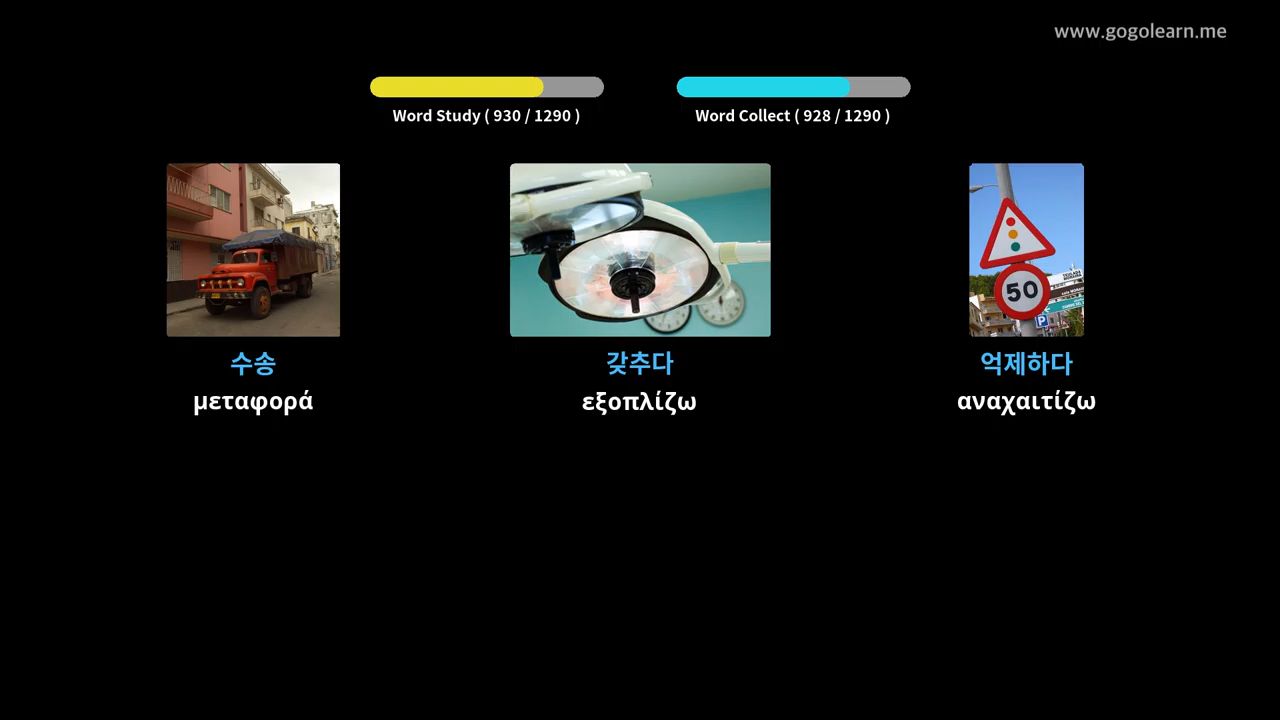 www.gogolearn.me
Word Study ( 930 / 1290 )
Word Collect ( 928 / 1290 )
50
P
수송
갖추다
억제하다
μεταφορά
εξοπλίζω
αναχαιτίζω